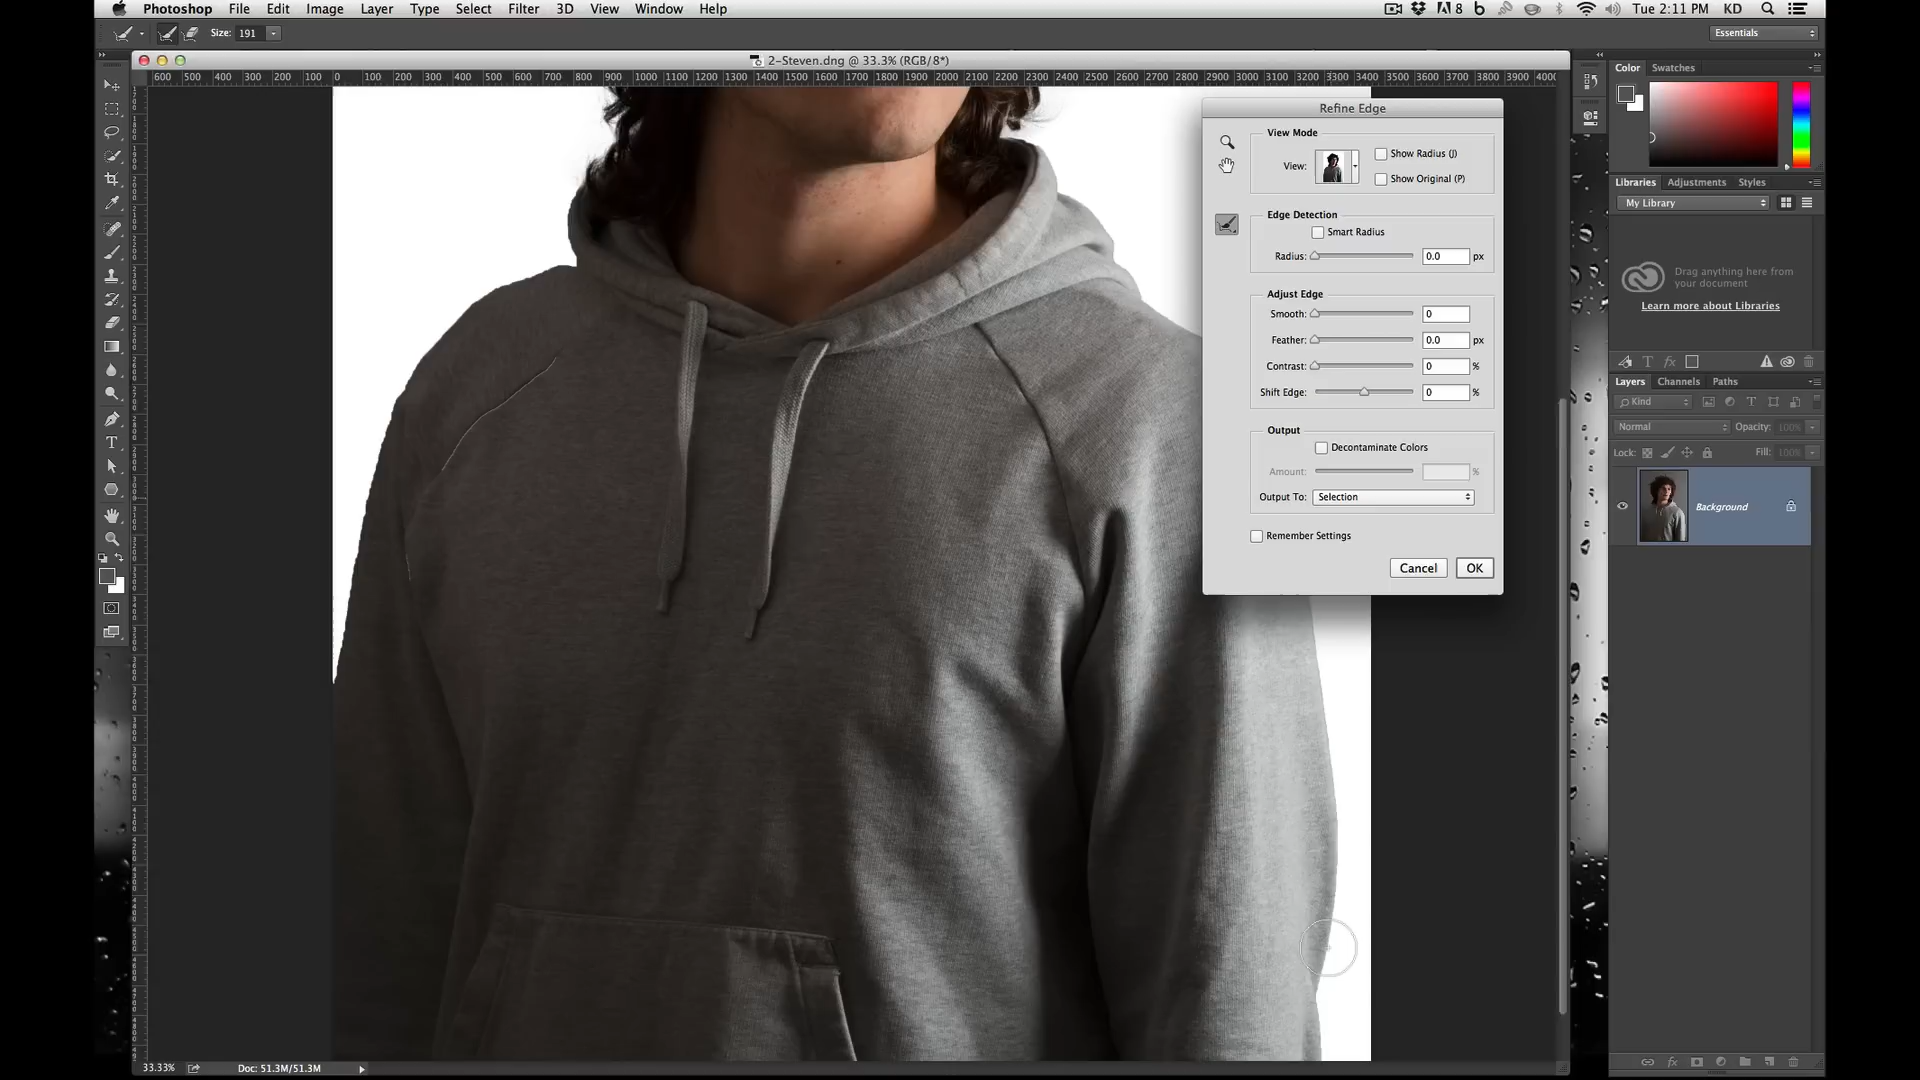 Photoshop File Edit Image Layer Type Select Filter 3D View Window Help
8 Tue 2:11 PM KD
Size: 191
Essentials
2-Steven.dng @ 33.3% (RGB/8*)
600 500 400 300 200 100 0 100 200 300 400 500 600 700 800 900 1000 1100 1200 1300 1400 1500 1600 1700 1800 1900 2000 2100 2200 2300 2400 2500 2600 2700 2800 2900 3000 3100 3200 3300 3400 3500 3600 3700 3800 3900 4000
Refine Edge
View Mode
View:
Show Radius (J)
Show Original (P)
Edge Detection
Smart Radius
Radius: 0.0 px
Adjust Edge
Smooth: 0
Feather: 0.0 px
Contrast: 0 %
Shift Edge: 0 %
Output
Decontaminate Colors
Amount: %
Output To: Selection
Remember Settings
Cancel OK
Color Swatches
Libraries Adjustments Styles
My Library
Drag anything here from
your document
Learn more about Libraries
Layers Channels Paths
Kind
Normal Opacity: 100%
Lock: Fill: 100%
Background
33.33% Doc: 51.3M/51.3M